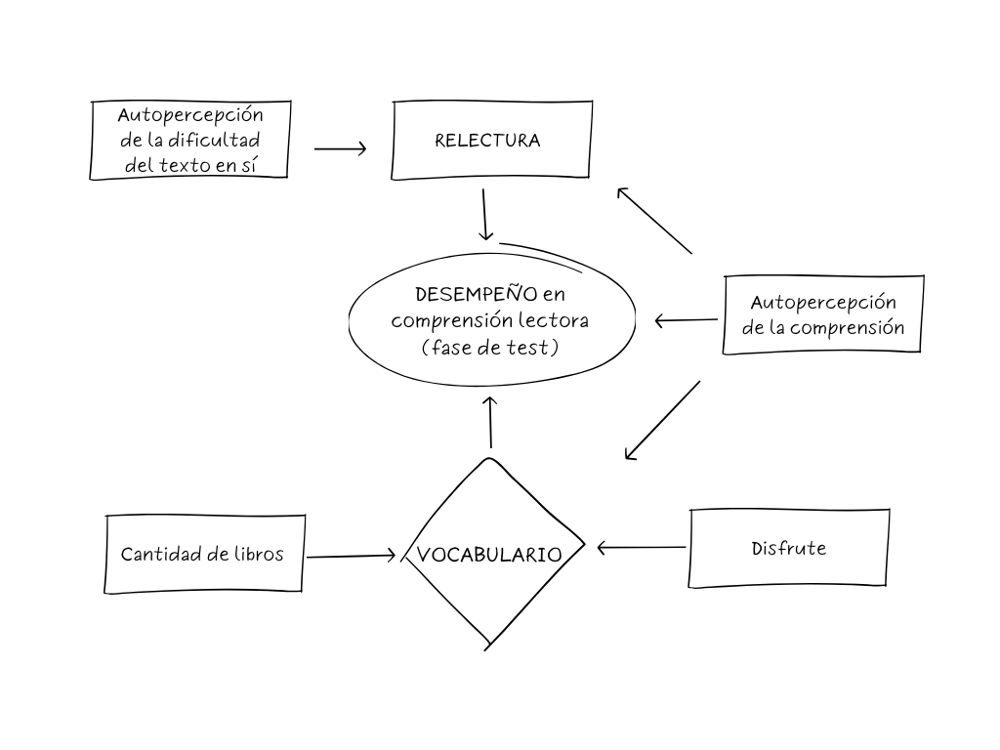 Autopercepción
de la dificultad
del texto en sí
RELECTURA
DESEMPEÑO en
comprensión lectora
(fase de test)
Autopercepción
de la comprensión
Cantidad de libros
VOCABULARIO
Disfrute